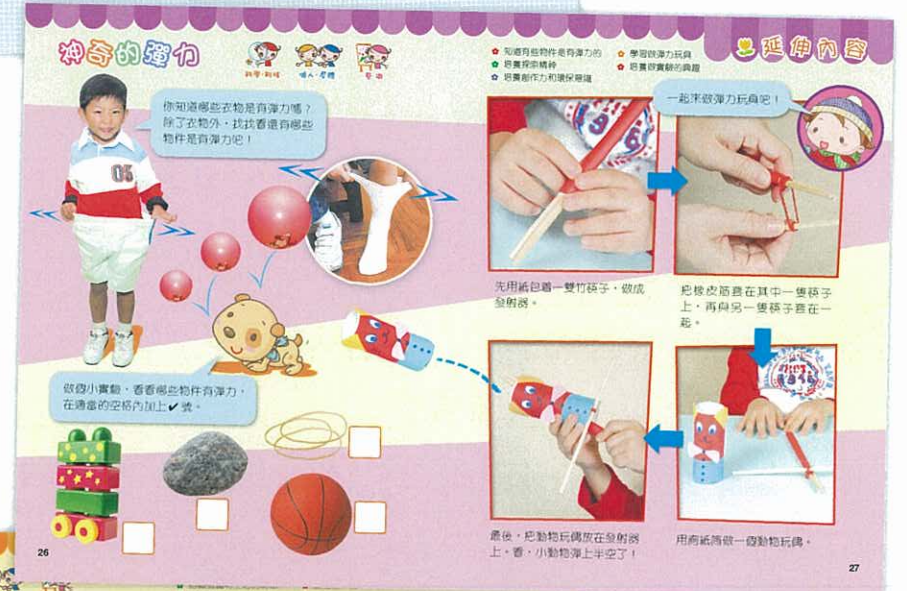 神奇的彈力
科學·科技
個人·群體
藝術
知道有些物件是有彈力的
培養探索精神
培養創作力和環保意識
學習做彈力玩具
培養做實驗的興趣
延伸內容
你知道哪些衣物是有彈力嗎？
除了衣物外，找找看還有哪些
物件是有彈力吧！
03
做個小實驗，看看哪些物件有彈力，
在適當的空格內加上✔號。
26
一起來做彈力玩具吧！
先用紙包着一雙竹筷子，做成
發射器。
把橡皮筋套在其中一隻筷子
上，再與另一隻筷子套在一
起。
最後，把動物玩偶放在發射器
上。看，小動物彈上半空了！
用廁紙筒做一個動物玩偶。
27